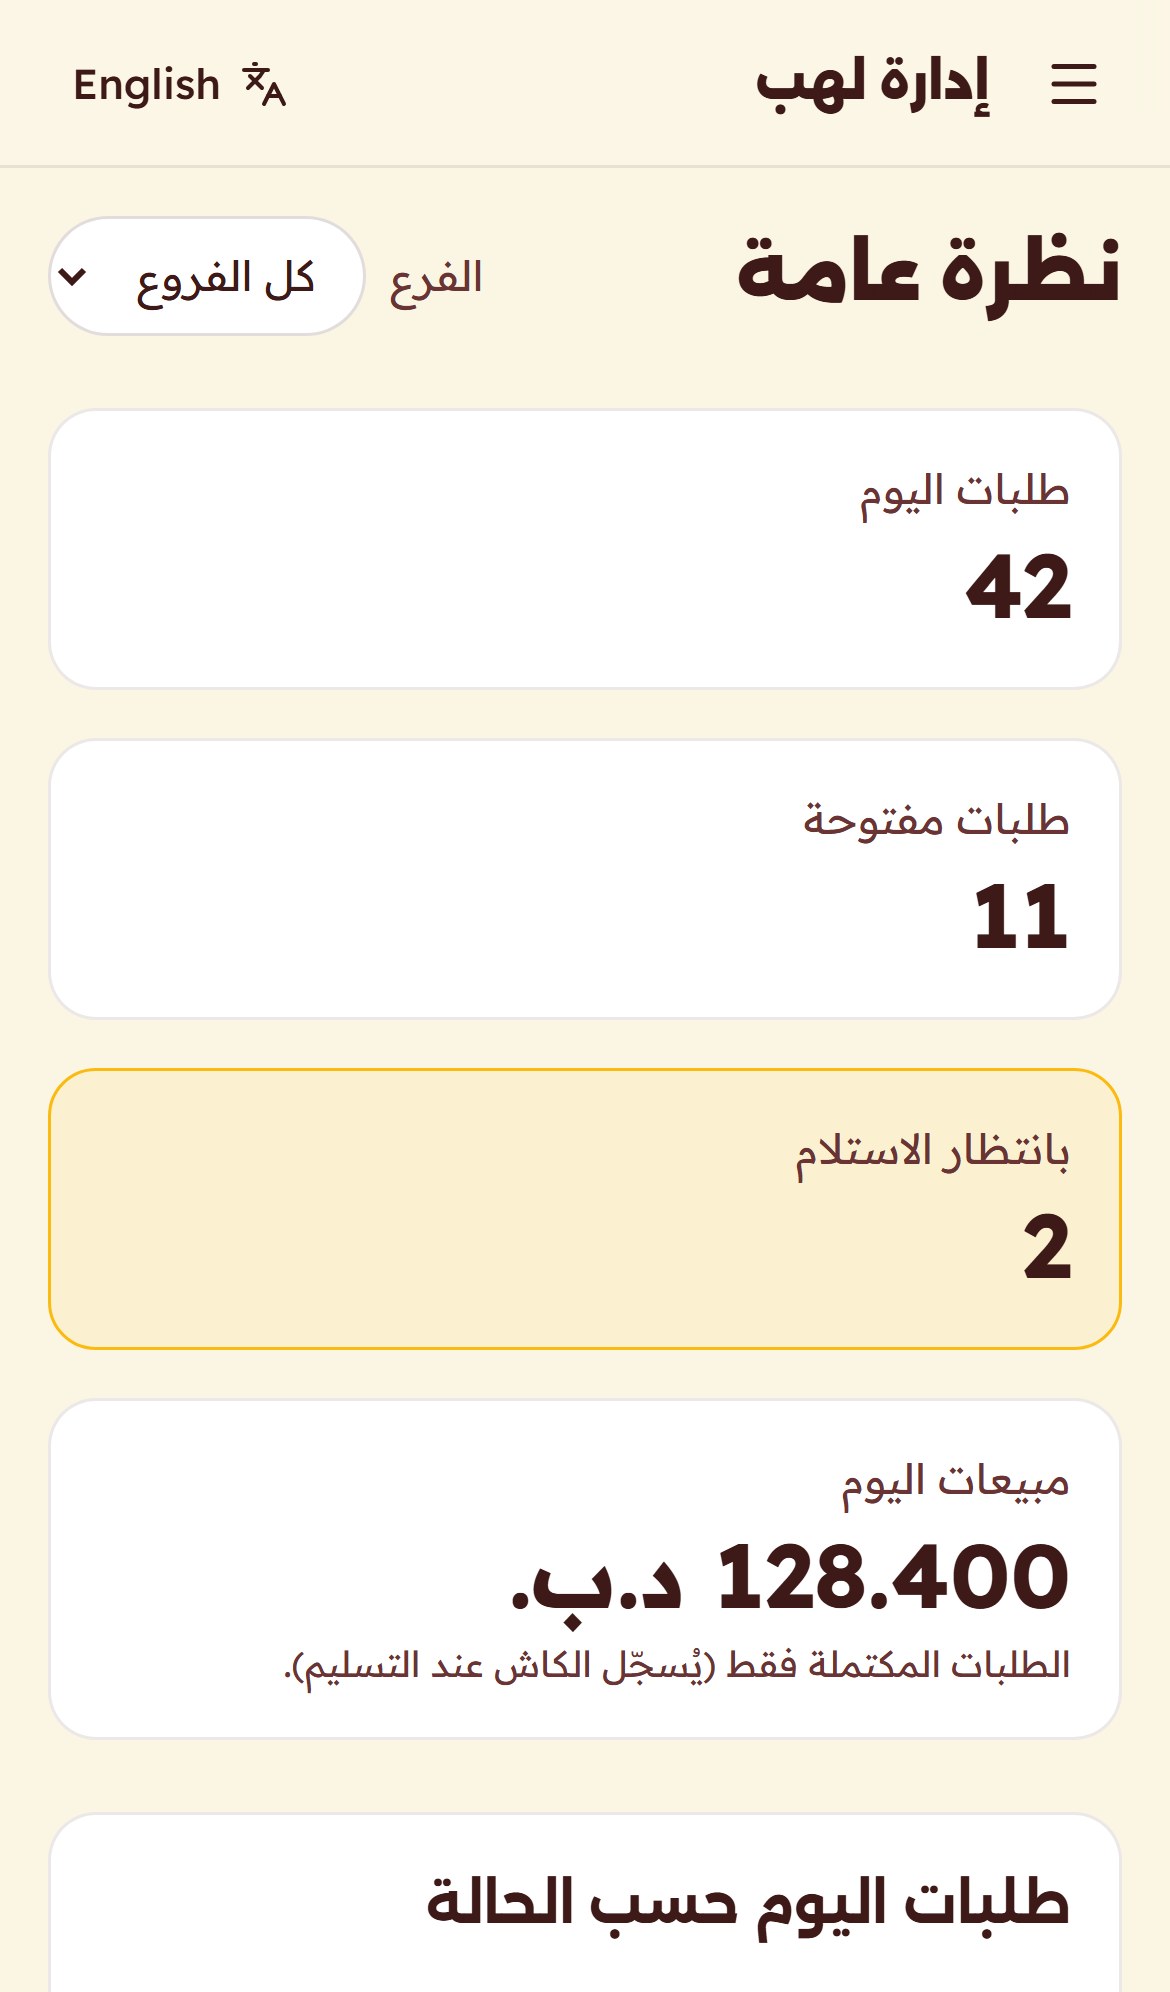 إدارة لهب
English
نظرة عامة
الفرع
كل الفروع
طلبات اليوم
42
طلبات مفتوحة
11
بانتظار الاستلام
2
مبيعات اليوم
128.400 د.ب.
الطلبات المكتملة فقط (يُسجّل الكاش عند التسليم).
طلبات اليوم حسب الحالة